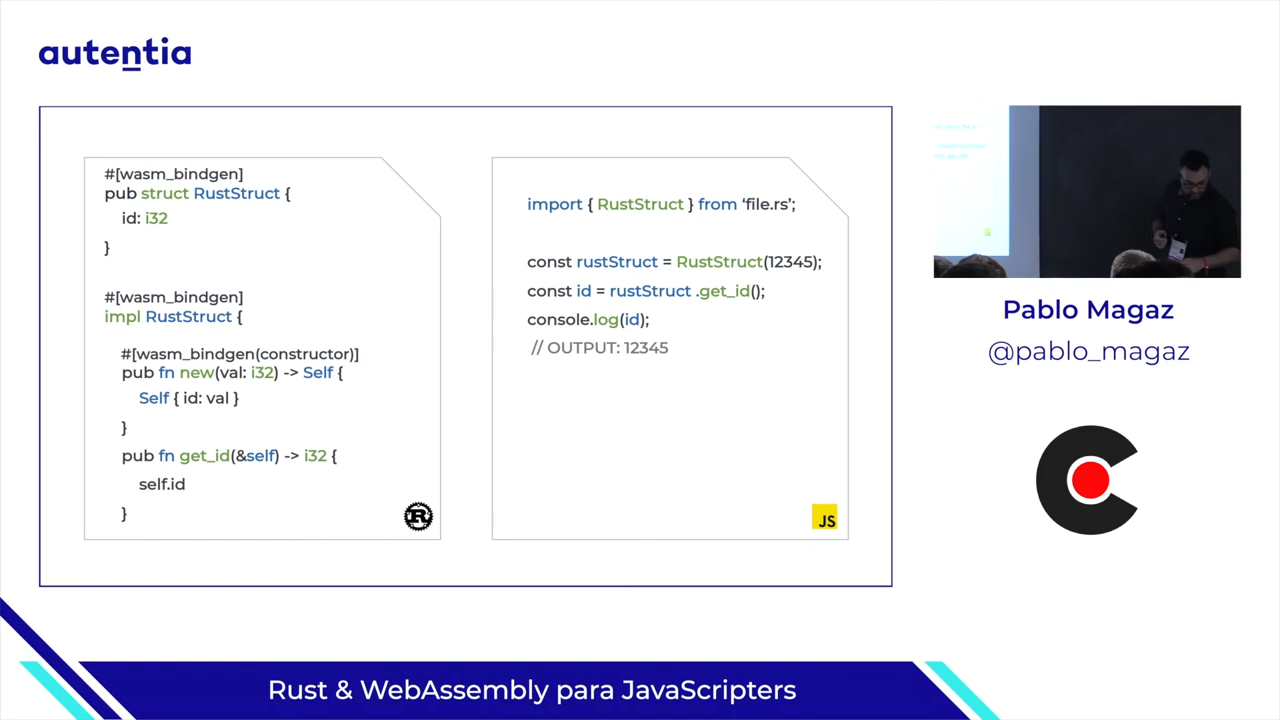 autentia
#[wasm_bindgen]
pub struct RustStruct {
id: i32
}
#[wasm_bindgen]
impl RustStruct {
#[wasm_bindgen(constructor)]
pub fn new(val: i32) -> Self {
Self { id: val }
}
pub fn get_id(&self) -> i32 {
self.id
}
R
import { RustStruct } from ‘file.rs’;
const rustStruct = RustStruct(12345);
const id = rustStruct .get_id();
console.log(id);
// OUTPUT: 12345
JS
Pablo Magaz
@pablo_magaz
Rust & WebAssembly para JavaScripters